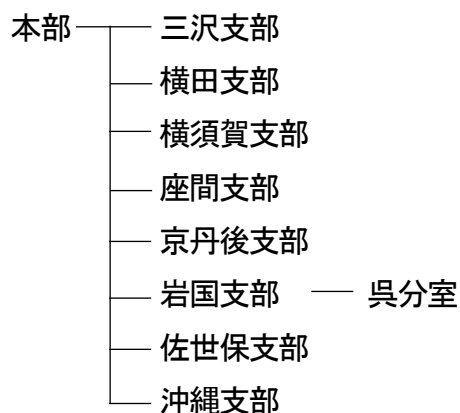 本部 三沢支部
横田支部
横須賀支部
座間支部
京丹後支部
岩国支部 呉分室
佐世保支部
沖縄支部